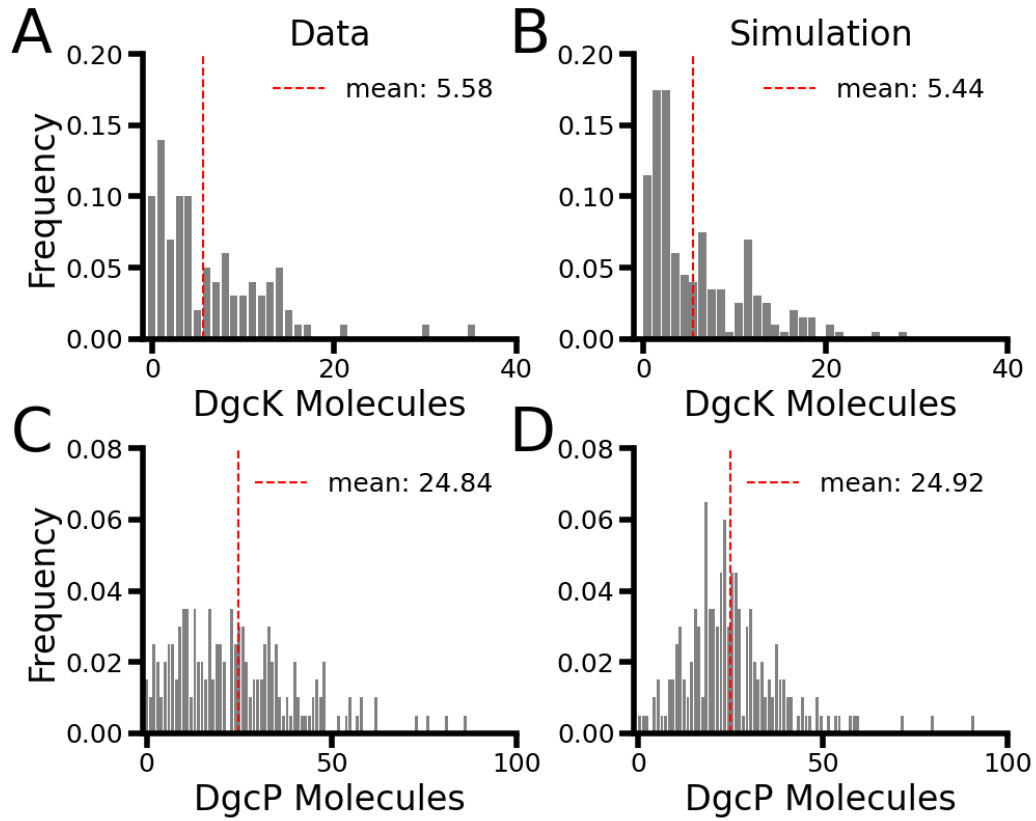 A
Data
0.20
mean: 5.58
0.15
0.10
0.05
0.00
Frequency
0
20
40
DgcK Molecules
B
Simulation
0.20
mean: 5.44
0.15
0.10
0.05
0.00
0
20
40
DgcK Molecules
C
0.08
mean: 24.84
0.06
0.04
0.02
0.00
Frequency
0
50
100
DgcP Molecules
D
0.08
mean: 24.92
0.06
0.04
0.02
0.00
0
50
100
DgcP Molecules